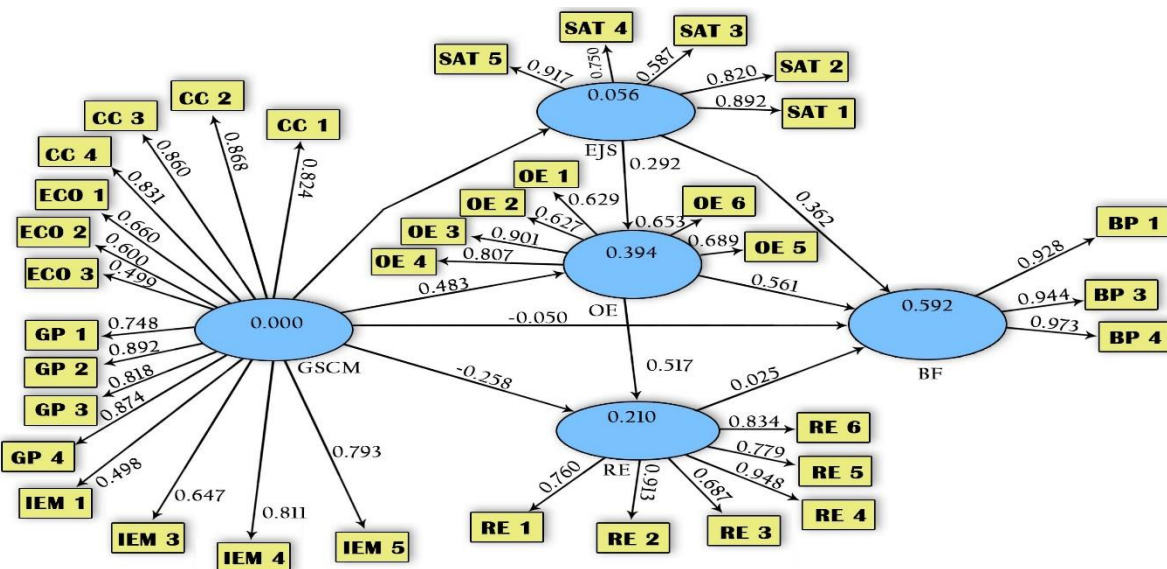 SAT 4
SAT 3
SAT 5
SAT 2
SAT 1
0.917
0.750
0.587
0.820
0.892
0.056
EJS
CC 1
CC 2
CC 3
CC 4
ECO 1
ECO 2
ECO 3
0.824
0.868
0.860
0.831
0.660
0.600
0.499
0.000
GSCM
GP 1
GP 2
GP 3
GP 4
IEM 1
IEM 3
IEM 4
IEM 5
0.748
0.892
0.818
0.874
0.498
0.647
0.811
0.793
0.292
0.362
OE 1
OE 2
OE 3
OE 4
OE 6
OE 5
0.629
0.627
0.901
0.807
0.653
0.689
0.394
OE
0.483
0.561
-0.050
0.517
-0.258
0.025
0.592
BF
BP 1
BP 3
BP 4
0.928
0.944
0.973
0.210
RE
RE 6
RE 5
RE 4
RE 3
RE 2
RE 1
0.834
0.779
0.948
0.687
0.913
0.760